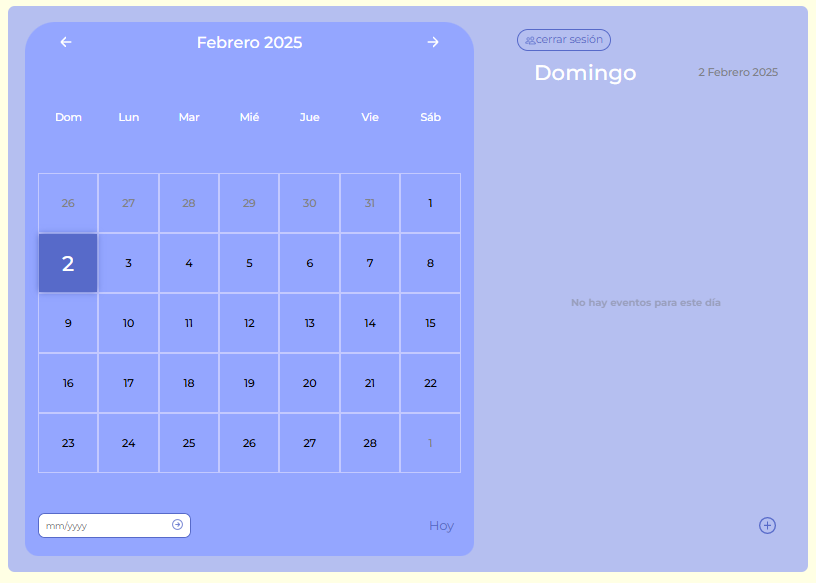 Febrero 2025
Dom Lun Mar Mié Jue Vie Sáb
26 27 28 29 30 31 1
2 3 4 5 6 7 8
9 10 11 12 13 14 15
16 17 18 19 20 21 22
23 24 25 26 27 28 1
mm/yyyy
Hoy
cerrar sesión
Domingo
2 Febrero 2025
No hay eventos para este día